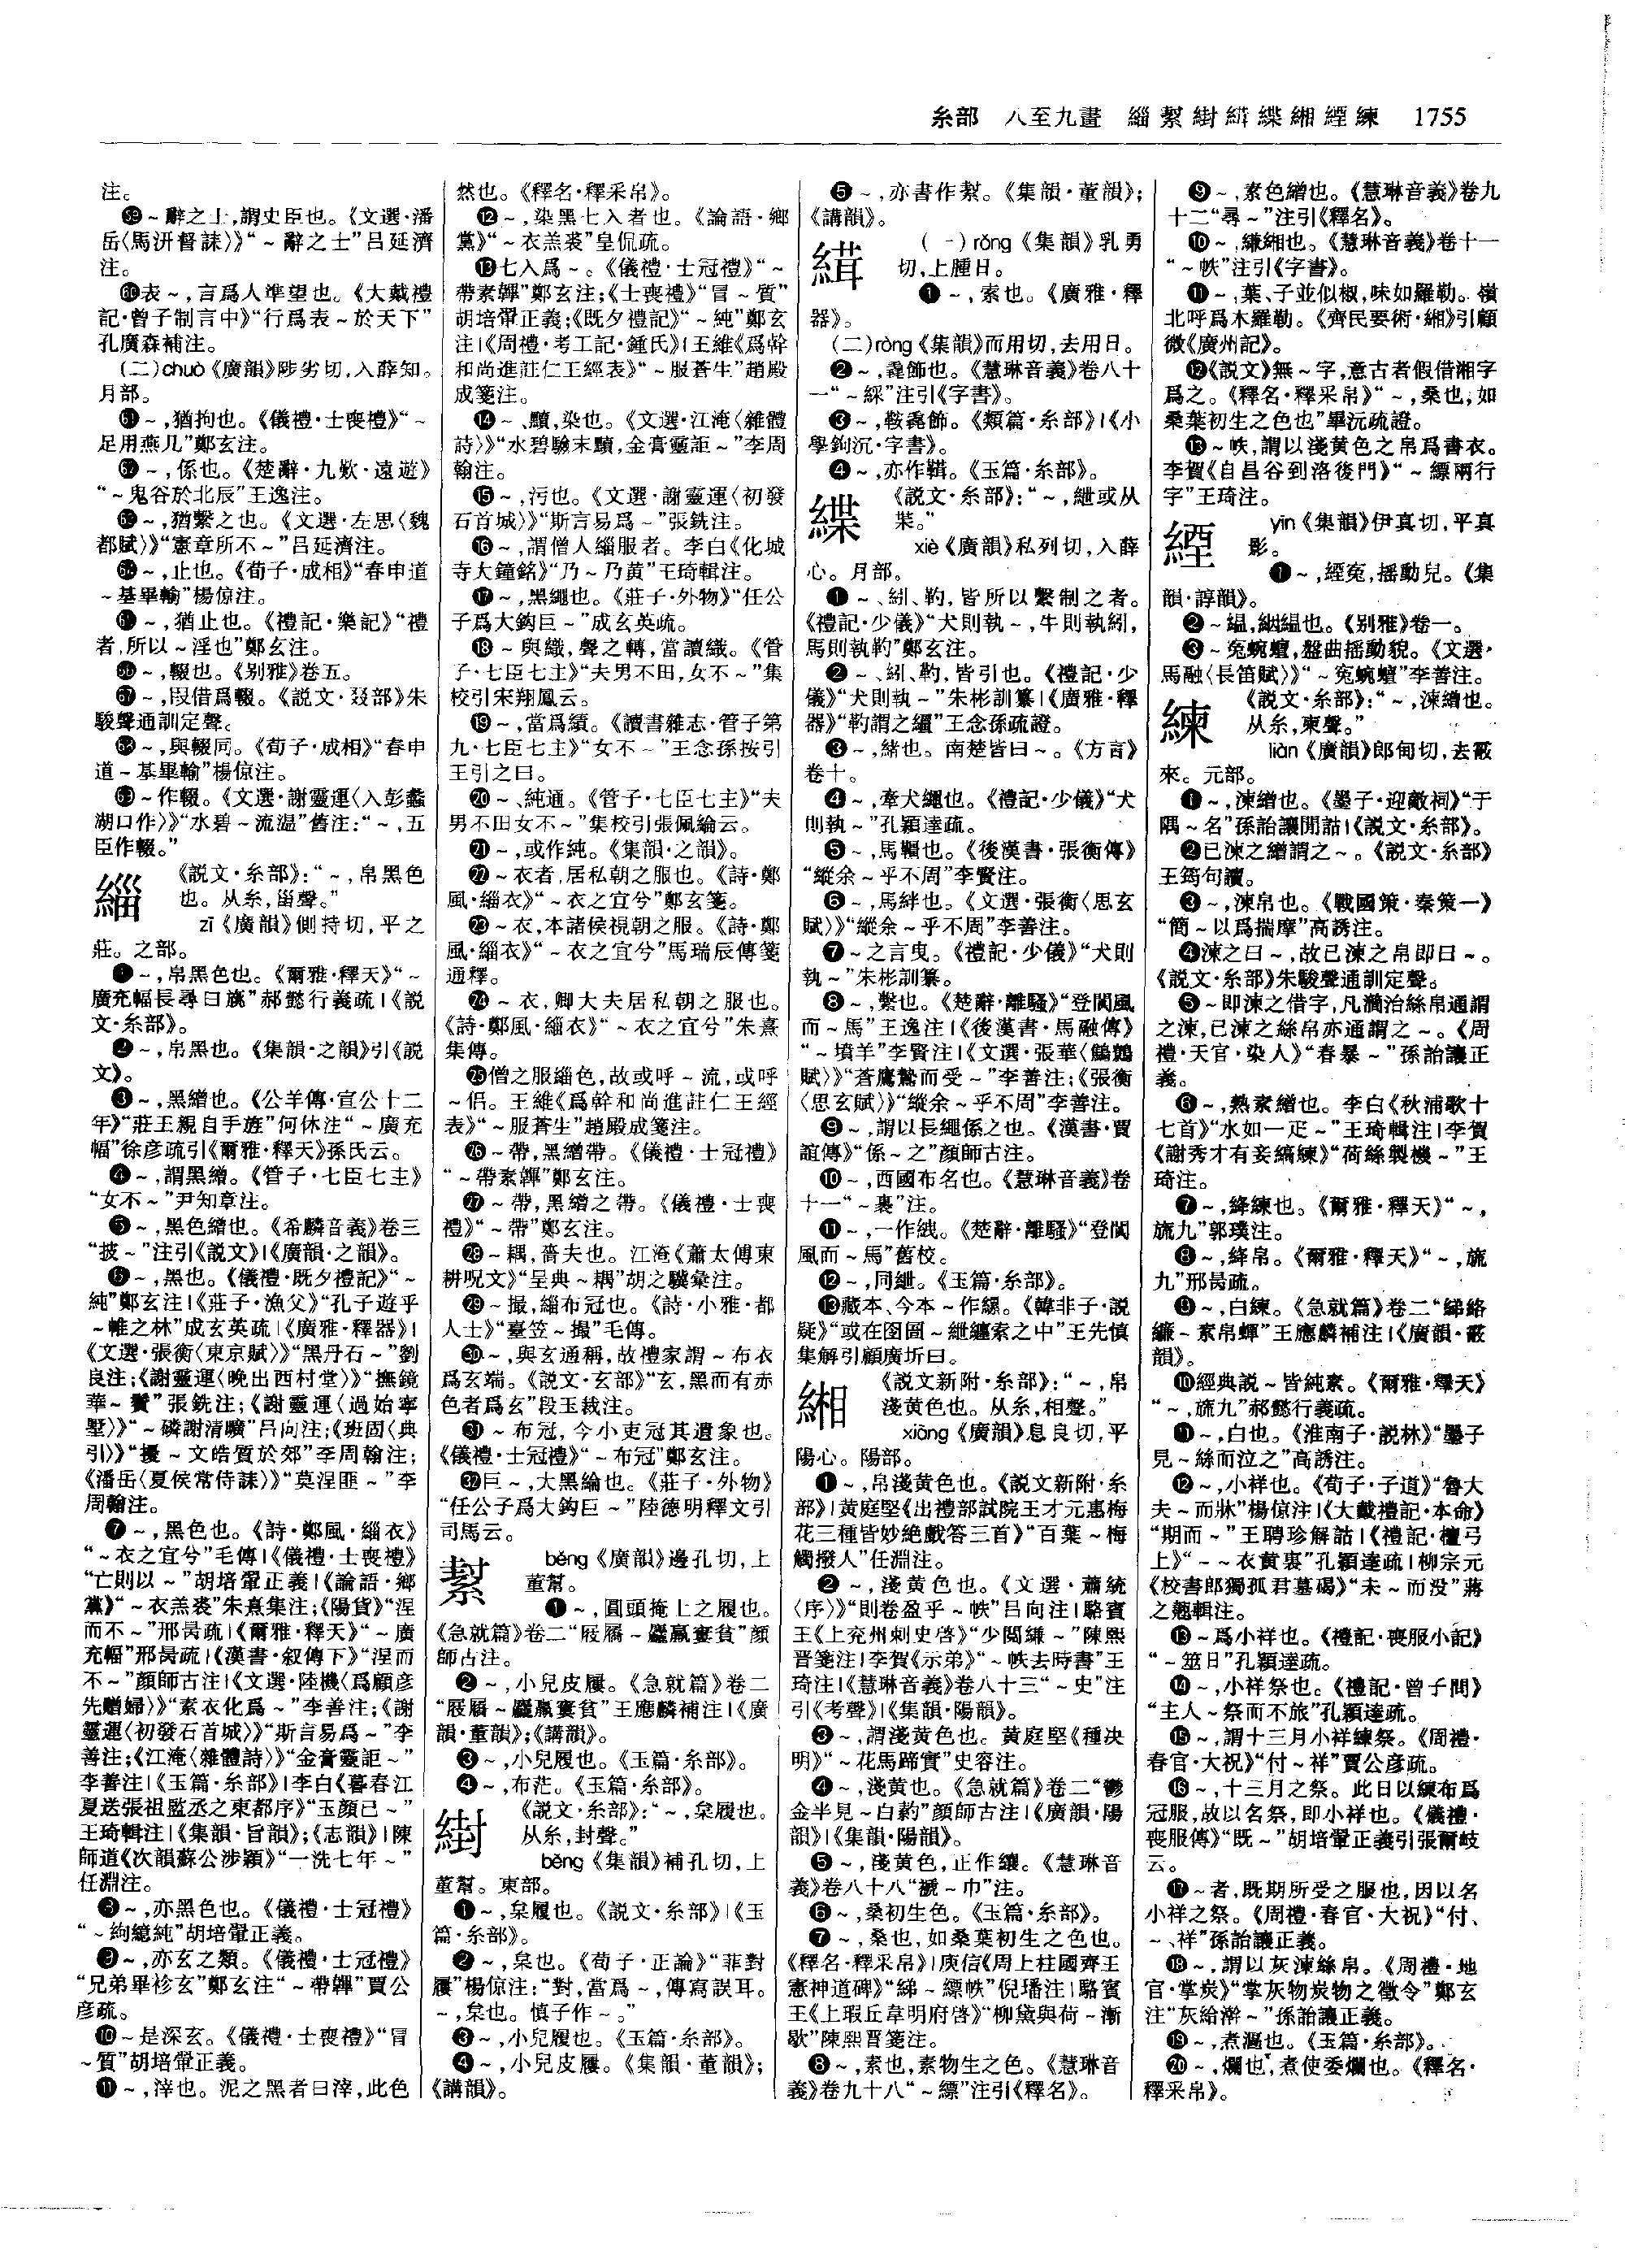 糸部　八至九畫　緇縏紨縙緤緗緸練　1755
注。
59～辭之士,謂史臣也。《文選·潘
岳〈馬汧督誄〉》“～辭之士”吕延濟
注。
60表～,言爲人準望也。《大戴禮
記·曾子制言中》“行爲表～於天下”
孔廣森補注。
(二)chuò《廣韻》陟劣切,入薛知。
月部。
61～,猶拘也。《儀禮·士喪禮》“～
足用燕几”鄭玄注。
62～,係也。《楚辭·九歎·遠遊》
“～鬼谷於北辰”王逸注。
63～,猶繫之也。《文選·左思〈魏
都賦〉》“憲章所不～”吕延濟注。
64～,止也。《荀子·成相》“春申道
～基畢輸”楊倞注。
65～,猶止也。《禮記·樂記》“禮
者,所以～淫也”鄭玄注。
66～,輟也。《别雅》卷五。
67～,叚借爲輟。《説文·叕部》朱
駿聲通訓定聲。
68～,與輟同。《荀子·成相》“春申
道～基畢輸”楊倞注。
69～作輟。《文選·謝靈運〈入彭蠡
湖口作〉》“水碧～流温”舊注:“～,五
臣作輟。”
緇
《説文·糸部》:“～,帛黑色
也。从糸,甾聲。”
zī《廣韻》側持切,平之
莊。之部。
❶～,帛黑色也。《爾雅·釋天》“～
廣充幅長尋曰旐”郝懿行義疏|《説
文·糸部》。
❷～,帛黑也。《集韻·之韻》引《説
文》。
❸～,黑繒也。《公羊傳·宣公十二
年》“莊王親自手旌”何休注“～廣充
幅”徐彦疏引《爾雅·釋天》孫氏云。
❹～,謂黑繒。《管子·七臣七主》
“女不～”尹知章注。
❺～,黑色繒也。《希麟音義》卷三
“披～”注引《説文》|《廣韻·之韻》。
❻～,黑也。《儀禮·既夕禮記》“～
純”鄭玄注|《莊子·漁父》“孔子遊乎
～帷之林”成玄英疏|《廣雅·釋器》|
《文選·張衡〈東京賦〉》“黑丹石～”劉
良注;《謝靈運〈晚出西村堂〉》“撫鏡
華～鬢”張銑注;《謝靈運〈過始寧
墅〉》“～磷謝清曠”吕向注;《班固〈典
引〉》“擾～文皓質於郊”李周翰注;
《潘岳〈夏侯常侍誄〉》“莫涅匪～”李
周翰注。
❼～,黑色也。《詩·鄭風·緇衣》
“～衣之宜兮”毛傳|《儀禮·士喪禮》
“亡則以～”胡培翬正義|《論語·鄉
黨》“～衣羔裘”朱熹集注;《陽貨》“涅
而不～”邢昺疏|《爾雅·釋天》“～廣
充幅”邢昺疏|《漢書·叙傳下》“涅而
不～”顔師古注|《文選·陸機〈爲顧彦
先贈婦〉》“素衣化爲～”李善注;《謝
靈運〈初發石首城〉》“斯言易爲～”李
善注;《江淹〈雜體詩〉》“金膏靈詎～”
李善注|《玉篇·糸部》|李白《暮春江
夏送張祖監丞之東都序》“玉顔已～”
王琦輯注|《集韻·旨韻》;《志韻》|陳
師道《次韻蘇公涉潁》“一洗七年～”
任淵注。
❽～,亦黑色也。《儀禮·士冠禮》
“～絇繶純”胡培翬正義。
❾～,亦玄之類。《儀禮·士冠禮》
“兄弟畢袗玄”鄭玄注“～帶韠”賈公
彦疏。
❿～是深玄。《儀禮·士喪禮》“冒
～質”胡培翬正義。
⓫～,滓也。泥之黑者曰滓,此色
然也。《釋名·釋采帛》。
⓬～,染黑七入者也。《論語·鄉
黨》“～衣羔裘”皇侃疏。
⓭七入爲～。《儀禮·士冠禮》“～
帶素韠”鄭玄注;《士喪禮》“冒～質”
胡培翬正義;《既夕禮記》“～純”鄭玄
注|《周禮·考工記·鍾氏》|王維《爲幹
和尚進註仁王經表》“～服蒼生”趙殿
成箋注。
⓮～,黷,染也。《文選·江淹〈雜體
詩〉》“水碧驗未黷,金膏靈詎～”李周
翰注。
⓯～,污也。《文選·謝靈運〈初發
石首城〉》“斯言易爲～”張銑注。
⓰～,謂僧人緇服者。李白《化城
寺大鐘銘》“乃～乃黄”王琦輯注。
⓱～,黑繩也。《莊子·外物》“任公
子爲大鈎巨～”成玄英疏。
⓲～與織,聲之轉,當讀織。《管
子·七臣七主》“夫男不田,女不～”集
校引宋翔鳳云。
⓳～,當爲績。《讀書雜志·管子第
九·七臣七主》“女不～”王念孫按引
王引之曰。
⓴～、純通。《管子·七臣七主》“夫
男不田女不～”集校引張佩綸云。
㉑～,或作純。《集韻·之韻》。
㉒～衣者,居私朝之服也。《詩·鄭
風·緇衣》“～衣之宜兮”鄭玄箋。
㉓～衣,本諸侯視朝之服。《詩·鄭
風·緇衣》“～衣之宜兮”馬瑞辰傳箋
通釋。
㉔～衣,卿大夫居私朝之服也。
《詩·鄭風·緇衣》“～衣之宜兮”朱熹
集傳。
㉕僧之服緇色,故或呼～流,或呼
～侣。王維《爲幹和尚進註仁王經
表》“～服蒼生”趙殿成箋注。
㉖～帶,黑繒帶。《儀禮·士冠禮》
“～帶素韠”鄭玄注。
㉗～帶,黑繒之帶。《儀禮·士喪
禮》“～帶”鄭玄注。
㉘～耦,嗇夫也。江淹《蕭太傅東
耕呪文》“呈典～耦”胡之驥彙注。
㉙～撮,緇布冠也。《詩·小雅·都
人士》“臺笠～撮”毛傳。
㉚～,與玄通稱,故禮家謂～布衣
爲玄端。《説文·玄部》“玄,黑而有赤
色者爲玄”段玉裁注。
㉛～布冠,今小吏冠其遺象也。
《儀禮·士冠禮》“～布冠”鄭玄注。
㉜巨～,大黑綸也。《莊子·外物》
“任公子爲大鈎巨～”陸德明釋文引
司馬云。
běng《廣韻》邊孔切,上
董幫。
❶～,圓頭掩上之履也。
《急就篇》卷二“屐屩～麤羸窶貧”顔
師古注。
❷～,小兒皮屨。《急就篇》卷二
“屐屩～麤羸窶貧”王應麟補注|《廣
韻·董韻》;《講韻》。
❸～,小兒履也。《玉篇·糸部》。
❹～,布茫。《玉篇·糸部》。
《説文·糸部》:“～,枲履也。
从糸,封聲。”
běng《集韻》補孔切,上
董幫。東部。
❶～,枲履也。《説文·糸部》|《玉
篇·糸部》。
❷～,枲也。《荀子·正論》“菲對
屨”楊倞注:“對,當爲～,傳寫誤耳。
～,枲也。慎子作～。”
❸～,小兒履也。《玉篇·糸部》。
❹～,小兒皮屨。《集韻·董韻》;
《講韻》。
❺～,亦書作縏。《集韻·董韻》;
《講韻》。
縙
(一)rǒng《集韻》乳勇
切,上腫日。
❶～,索也。《廣雅·釋
器》。
(二)ròng《集韻》而用切,去用日。
❷～,毳飾也。《慧琳音義》卷八十
一“～綵”注引《字書》。
❸～,鞍毳飾。《類篇·糸部》|《小
學鉤沉·字書》。
❹～,亦作鞲。《玉篇·糸部》。
緤
《説文·糸部》:“～,紲或从
枼。”
xiè《廣韻》私列切,入薛
心。月部。
❶～、紖、靮,皆所以繫制之者。
《禮記·少儀》“犬則執～,牛則執紖,
馬則執靮”鄭玄注。
❷～、紖、靮,皆引也。《禮記·少
儀》“犬則執～”朱彬訓纂|《廣雅·釋
器》“靮謂之繮”王念孫疏證。
❸～,緒也。南楚皆曰～。《方言》
卷十。
❹～,牽犬繩也。《禮記·少儀》“犬
則執～”孔穎達疏。
❺～,馬韁也。《後漢書·張衡傳》
“縱余～乎不周”李賢注。
❻～,馬絆也。《文選·張衡〈思玄
賦〉》“縱余～乎不周”李善注。
❼～之言曳。《禮記·少儀》“犬則
執～”朱彬訓纂。
❽～,繫也。《楚辭·離騷》“登閬風
而～馬”王逸注|《後漢書·馬融傳》
“～墳羊”李賢注|《文選·張華〈鷦鷯
賦〉》“蒼鷹鷙而受～”李善注;《張衡
〈思玄賦〉》“縱余～乎不周”李善注。
❾～,謂以長繩係之也。《漢書·賈
誼傳》“係～之”顔師古注。
❿～,西國布名也。《慧琳音義》卷
十一“～裹”注。
⓫～,一作絏。《楚辭·離騷》“登閬
風而～馬”舊校。
⓬～,同紲。《玉篇·糸部》。
⓭藏本、今本～作縲。《韓非子·説
疑》“或在囹圄～紲纏索之中”王先慎
集解引顧廣圻曰。
緗
《説文新附·糸部》:“～,帛
淺黄色也。从糸,相聲。”
xiāng《廣韻》息良切,平
陽心。陽部。
❶～,帛淺黄色也。《説文新附·糸
部》|黄庭堅《出禮部試院王才元惠梅
花三種皆妙絶戲答三首》“百葉～梅
觸撥人”任淵注。
❷～,淺黄色也。《文選·蕭統
〈序〉》“則卷盈乎～帙”吕向注|駱賓
王《上兖州刺史啓》“少閲縑～”陳熙
晉箋注|李賀《示弟》“～帙去時書”王
琦注|《慧琳音義》卷八十三“～史”注
引《考聲》|《集韻·陽韻》。
❸～,謂淺黄色也。黄庭堅《種決
明》“～花馬蹄實”史容注。
❹～,淺黄也。《急就篇》卷二“鬱
金半見～白䋤”顔師古注|《廣韻·陽
韻》|《集韻·陽韻》。
❺～,淺黄色,正作纕。《慧琳音
義》卷八十八“褫～巾”注。
❻～,桑初生色。《玉篇·糸部》。
❼～,桑也,如桑葉初生之色也。
《釋名·釋采帛》|庾信《周上柱國齊王
憲神道碑》“綈～縹帙”倪璠注|駱賓
王《上瑕丘韋明府啓》“柳黛與荷～漸
歇”陳熙晉箋注。
❽～,素也,素物生之色。《慧琳音
義》卷九十八“～縹”注引《釋名》。
❾～,素色繒也。《慧琳音義》卷九
十二“尋～”注引《釋名》。
❿～,縑緗也。《慧琳音義》卷十一
“～帙”注引《字書》。
⓫～,葉、子並似椒,味如羅勒。嶺
北呼爲木羅勒。《齊民要術·緗》引顧
微《廣州記》。
⓬《説文》無～字,意古者假借湘字
爲之。《釋名·釋采帛》“～,桑也,如
桑葉初生之色也”畢沅疏證。
⓭～帙,謂以淺黄色之帛爲書衣。
李賀《自昌谷到洛後門》“～縹兩行
字”王琦注。
緸
yīn《集韻》伊真切,平真
影。
❶～,緸寃,摇動皃。《集
韻·諄韻》。
❷～緼,絪緼也。《别雅》卷一。
❸～寃蜿蟺,盤曲摇動貌。《文選·
馬融〈長笛賦〉》“～寃蜿蟺”李善注。
練
《説文·糸部》:“～,湅繒也。
从糸,柬聲。”
liàn《廣韻》郎甸切,去霰
來。元部。
❶～,湅繒也。《墨子·迎敵祠》“于
隅～名”孫詒讓閒詁|《説文·糸部》。
❷已湅之繒謂之～。《説文·糸部》
王筠句讀。
❸～,湅帛也。《戰國策·秦策一》
“簡～以爲揣摩”高誘注。
❹湅之曰～,故已湅之帛即曰～。
《説文·糸部》朱駿聲通訓定聲。
❺～即湅之借字,凡瀳治絲帛通謂
之湅,已湅之絲帛亦通謂之～。《周
禮·天官·染人》“春暴～”孫詒讓正
義。
❻～,熟素繒也。李白《秋浦歌十
七首》“水如一疋～”王琦輯注|李賀
《謝秀才有妾縞練》“荷絲製機～”王
琦注。
❼～,絳練也。《爾雅·釋天》“～,
旒九”郭璞注。
❽～,絳帛。《爾雅·釋天》“～,旒
九”邢昺疏。
❾～,白練。《急就篇》卷二“綈絡
縑～素帛蟬”王應麟補注|《廣韻·霰
韻》。
❿經典説～皆純素。《爾雅·釋天》
“～,旒九”郝懿行義疏。
⓫～,白也。《淮南子·説林》“墨子
見～絲而泣之”高誘注。
⓬～,小祥也。《荀子·子道》“魯大
夫～而牀”楊倞注|《大戴禮記·本命》
“期而～”王聘珍解詁|《禮記·檀弓
上》“～～衣黄裏”孔穎達疏|柳宗元
《校書郎獨孤君墓碣》“未～而没”蔣
之翹輯注。
⓭～爲小祥也。《禮記·喪服小記》
“～筮日”孔穎達疏。
⓮～,小祥祭也。《禮記·曾子問》
“主人～祭而不旅”孔穎達疏。
⓯～,謂十三月小祥練祭。《周禮·
春官·大祝》“付～祥”賈公彦疏。
⓰～,十三月之祭。此日以練布爲
冠服,故以名祭,即小祥也。《儀禮·
喪服傳》“既～”胡培翬正義引張爾岐
云。
⓱～者,既期所受之服也,因以名
小祥之祭。《周禮·春官·大祝》“付、
～、祥”孫詒讓正義。
⓲～,謂以灰湅絲帛。《周禮·地
官·掌炭》“掌灰物炭物之徵令”鄭玄
注“灰給澣～”孫詒讓正義。
⓳～,煮漚也。《玉篇·糸部》。
⓴～,爛也,煮使委爛也。《釋名·
釋采帛》。